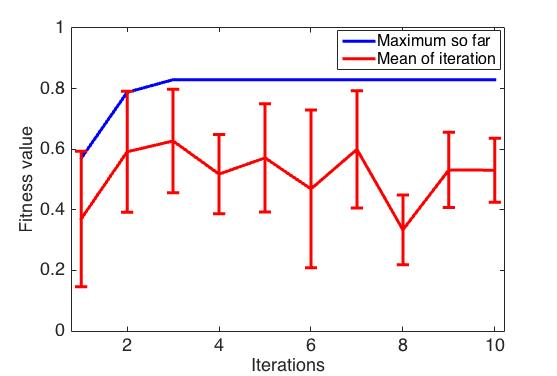 Maximum so far
Mean of iteration
Fitness value
1
0.8
0.6
0.4
0.2
0
2
4
6
8
10
Iterations